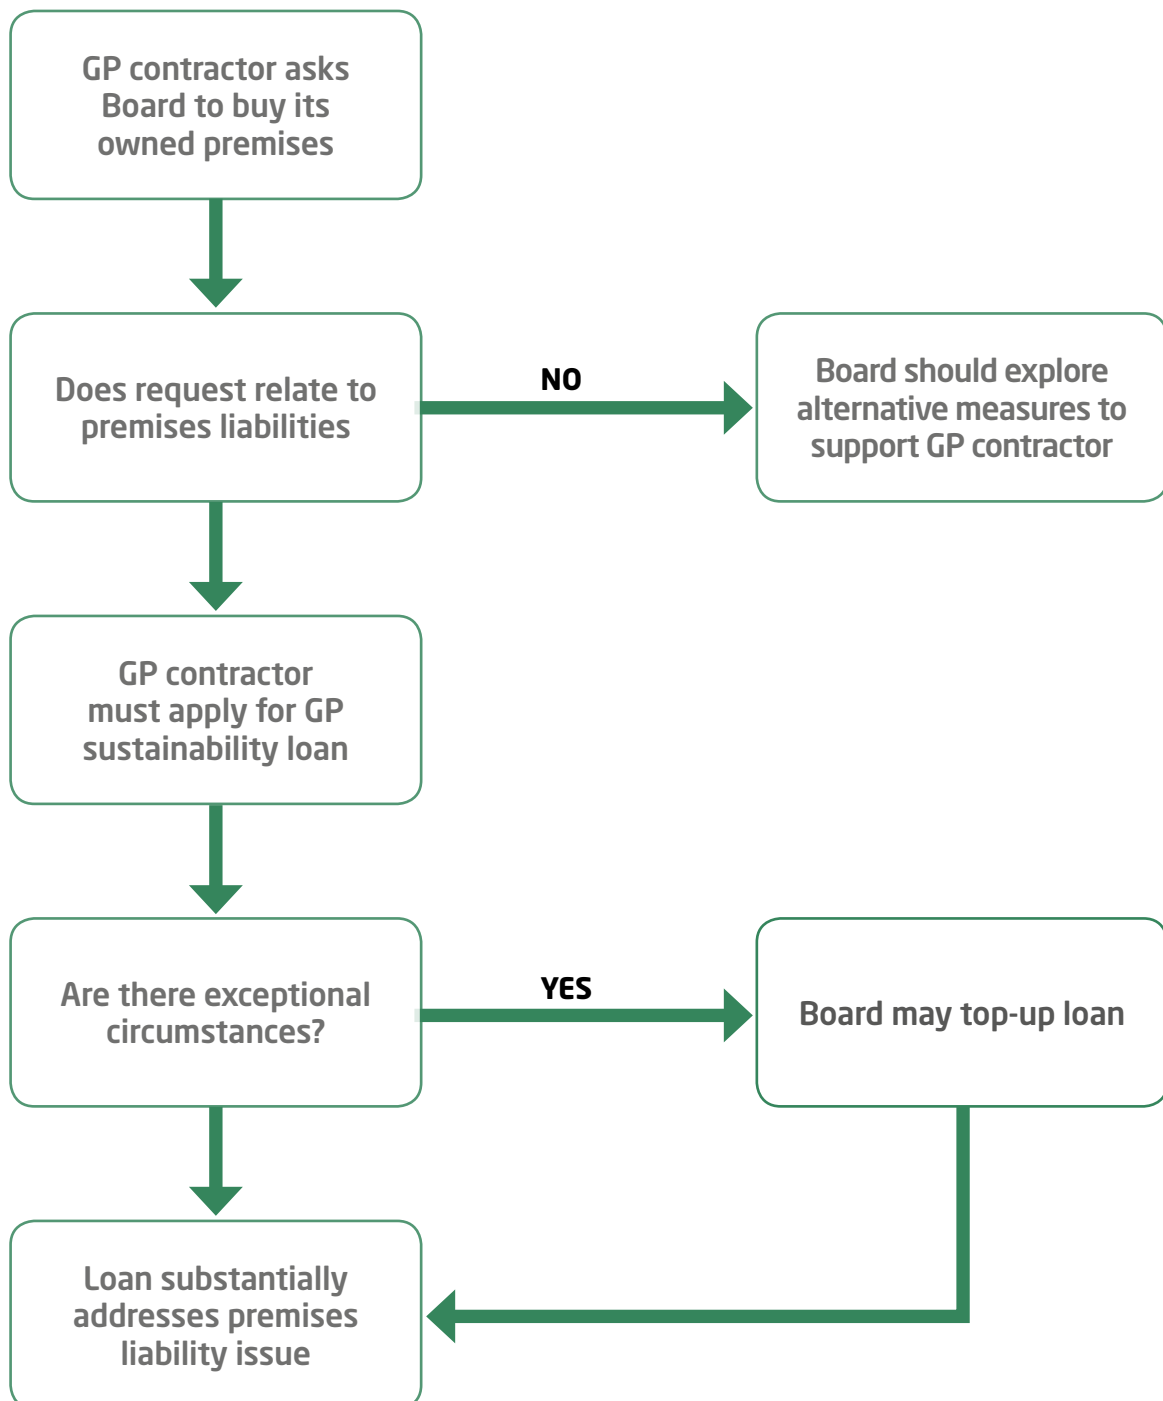 GP contractor asks
Board to buy its
owned premises
Does request relate to
premises liabilities
NO
Board should explore
alternative measures to
support GP contractor
GP contractor
must apply for GP
sustainability loan
Are there exceptional
circumstances?
YES
Board may top-up loan
Loan substantially
addresses premises
liability issue